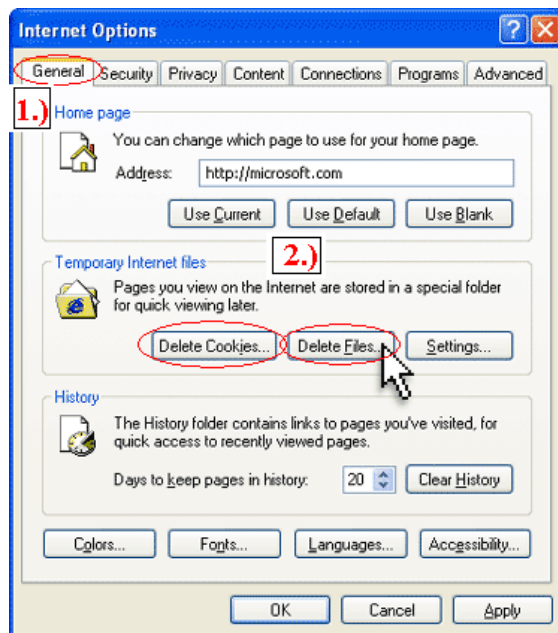 Internet Options
General Security Privacy Content Connections Programs Advanced
1.)
Home page
You can change which page to use for your home page.
Address: http://microsoft.com
Use Current Use Default Use Blank
2.)
Temporary Internet files
Pages you view on the Internet are stored in a special folder
for quick viewing later.
Delete Cookies... Delete Files... Settings...
History
The History folder contains links to pages you've visited, for
quick access to recently viewed pages.
Days to keep pages in history: 20 Clear History
Colors... Fonts... Languages... Accessibility...
OK Cancel Apply